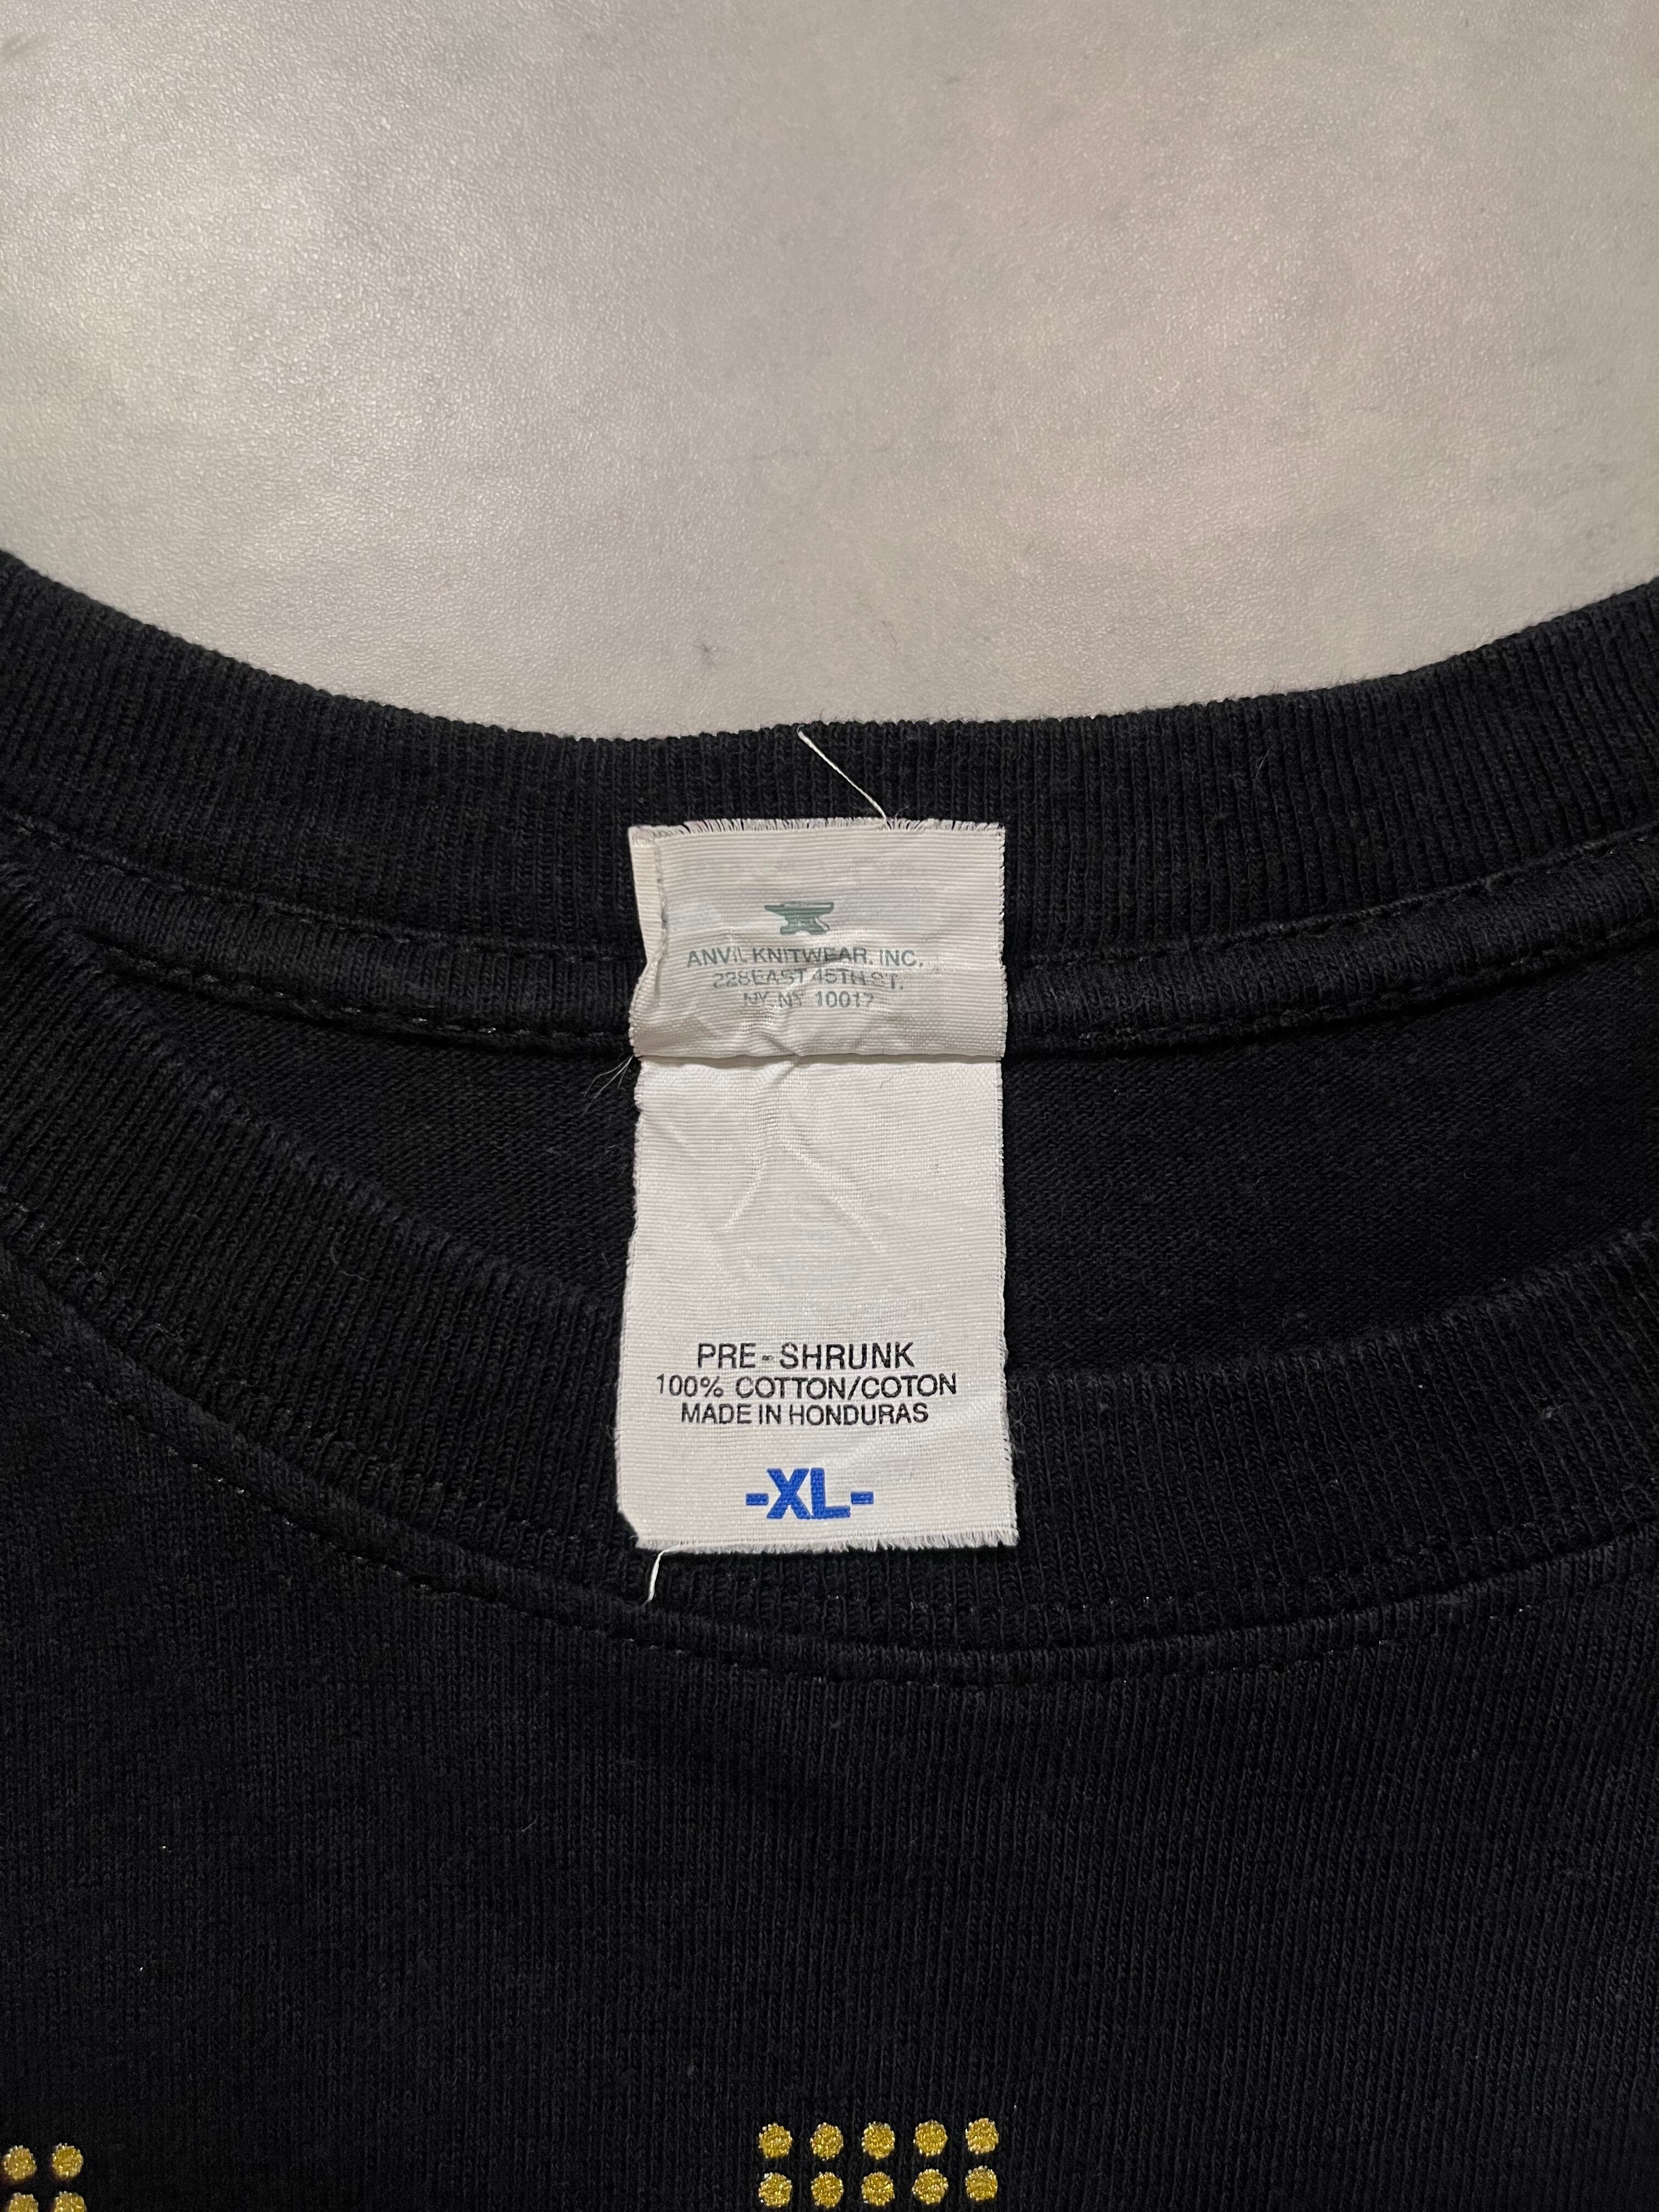 ANVIL KNITWEAR, INC.
228 EAST 45TH ST.
NY, NY 10017
PRE-SHRUNK
100% COTTON/COTON
MADE IN HONDURAS
-XL-